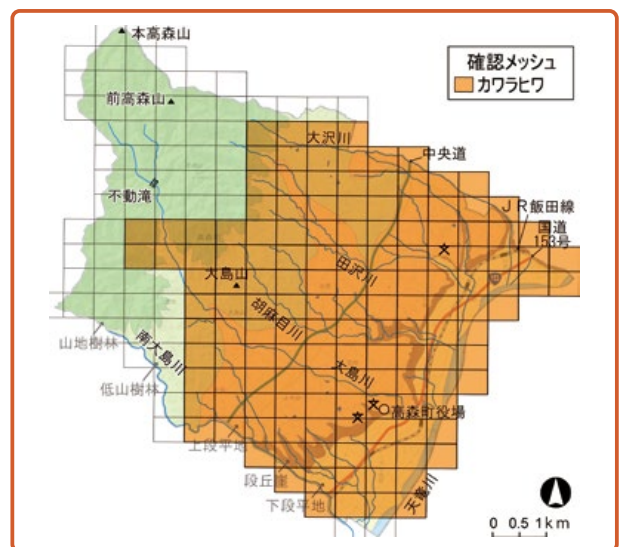 本高森山
前高森山
確認メッシュ
カワラヒワ
大沢川
中央道
不動滝
JR飯田線
国道
153号
田沢川
大島山
胡麻目川
山地樹林
南大島川
大島川
低山樹林
高森町役場
上段平地
段丘崖
下段平地
天竜川
0 0.5 1km